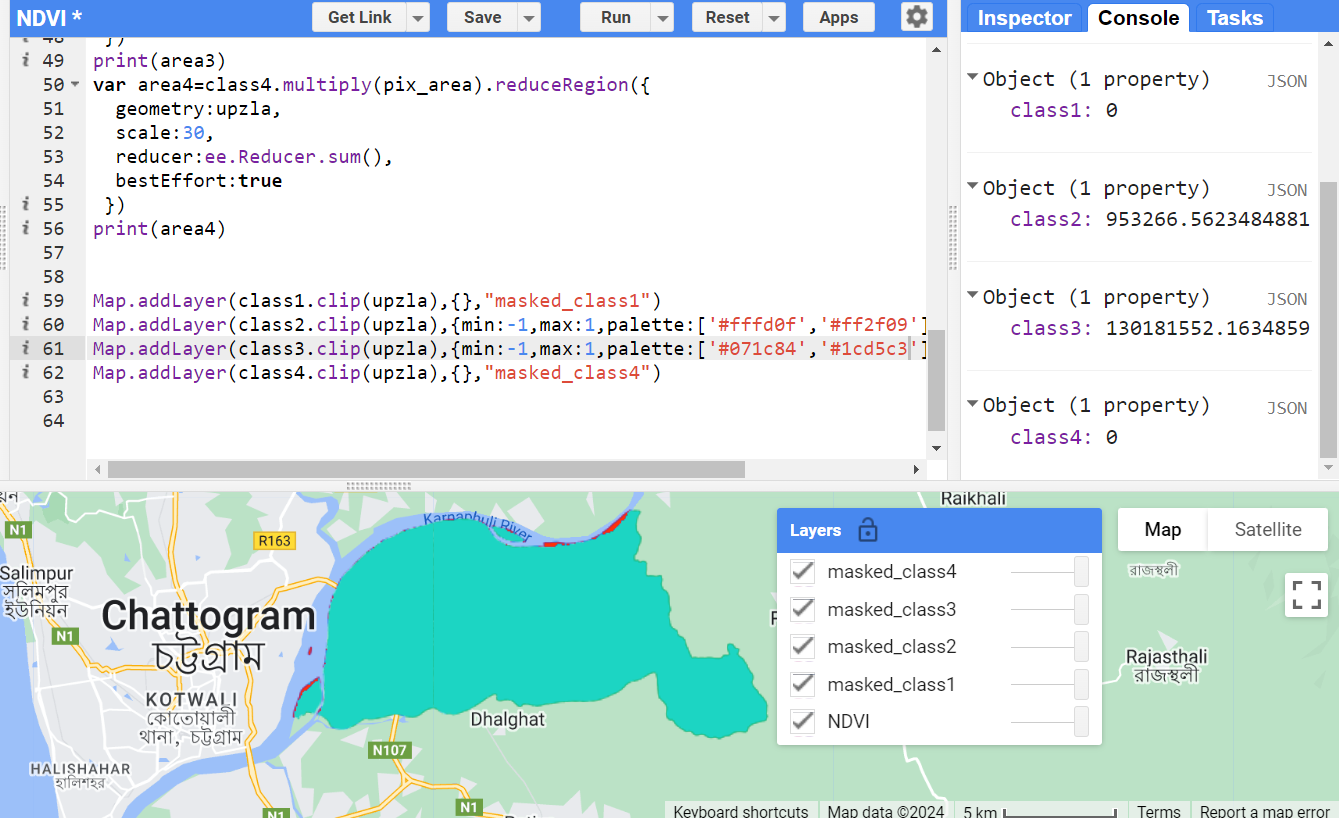 NDVI *
Get Link
Save
Run
Reset
Apps
Inspector
Console
Tasks
48 })
49 print(area3)
50 var area4=class4.multiply(pix_area).reduceRegion({
51 geometry:upzla,
52 scale:30,
53 reducer:ee.Reducer.sum(),
54 bestEffort:true
55 })
56 print(area4)
57
58
59 Map.addLayer(class1.clip(upzla),{},"masked_class1")
60 Map.addLayer(class2.clip(upzla),{min:-1,max:1,palette:['#fffd0f','#ff2f09']
61 Map.addLayer(class3.clip(upzla),{min:-1,max:1,palette:['#071c84','#1cd5c3']
62 Map.addLayer(class4.clip(upzla),{},"masked_class4")
63
64
Object (1 property) JSON
class1: 0
Object (1 property) JSON
class2: 953266.5623484881
Object (1 property) JSON
class3: 130181552.1634859
Object (1 property) JSON
class4: 0
N1
R163
Karnaphuli River
Raikhali
Salimpur
সলিমপুর
ইউনিয়ন
N1
Chattogram
চট্টগ্রাম
KOTWALI
কোতোয়ালী
থানা, চট্টগ্রাম
HALISHAHAR
হালিশহর
Dhalghat
N107
N1
N1
Layers
masked_class4
masked_class3
masked_class2
masked_class1
NDVI
Map
Satellite
রাজস্থলী
Rajasthali
রাজস্থলী
Keyboard shortcuts
Map data ©2024
5 km
Terms
Report a map error